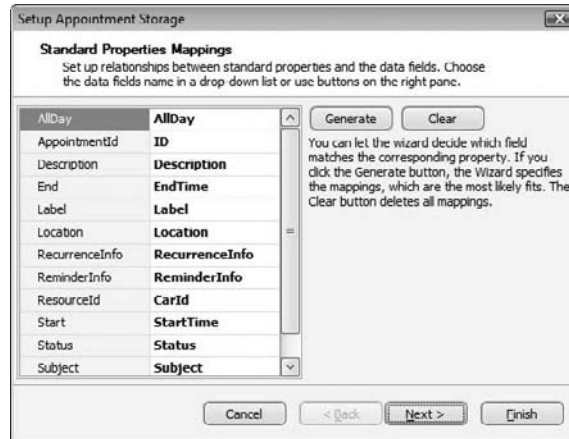 Setup Appointment Storage
Standard Properties Mappings
Set up relationships between standard properties and the data fields. Choose
the data fields name in a drop down list or use buttons on the right pane.
AllDay AllDay
AppointmentId ID
Description Description
End EndTime
Label Label
Location Location
RecurrenceInfo RecurrenceInfo
ReminderInfo ReminderInfo
ResourceId CarId
Start StartTime
Status Status
Subject Subject
Generate Clear
You can let the wizard decide which field
matches the corresponding property. If you
click the Generate button, the Wizard specifies
the mappings, which are the most likely fits. The
Clear button deletes all mappings.
Cancel < Back Next > Finish